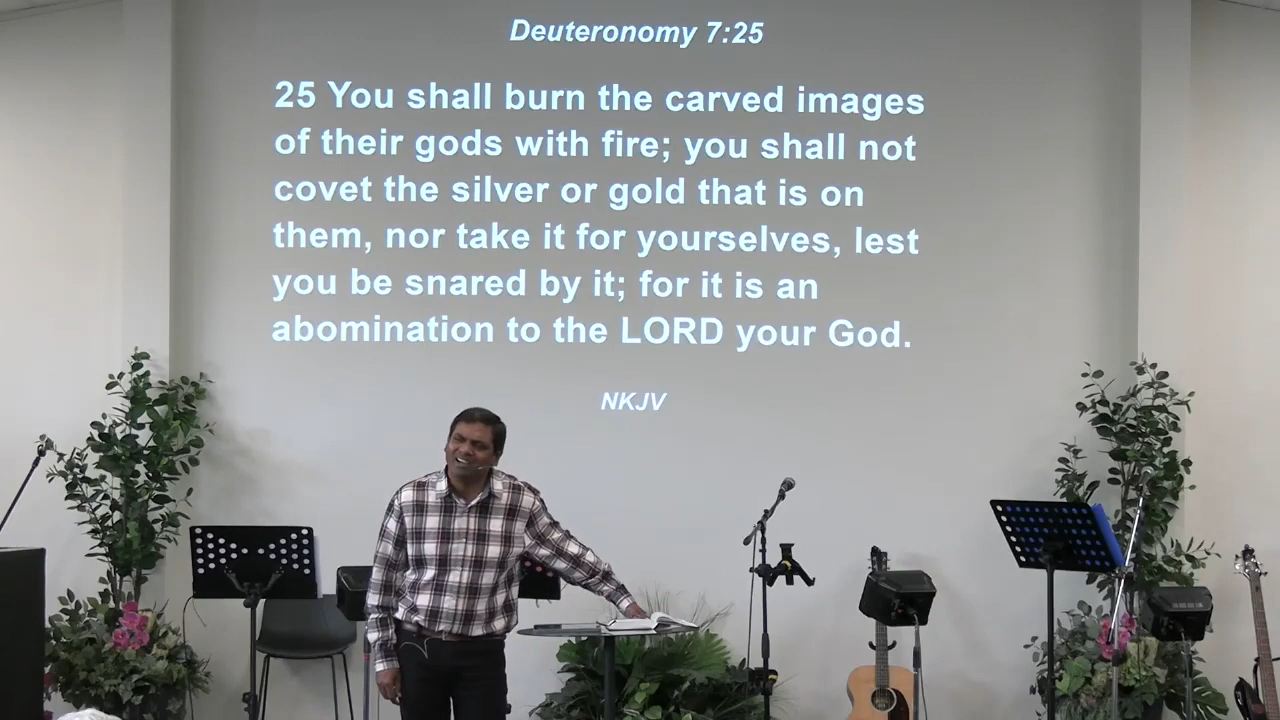 Deuteronomy 7:25
25 You shall burn the carved images
of their gods with fire; you shall not
covet the silver or gold that is on
them, nor take it for yourselves, lest
you be snared by it; for it is an
abomination to the LORD your God.
NKJV